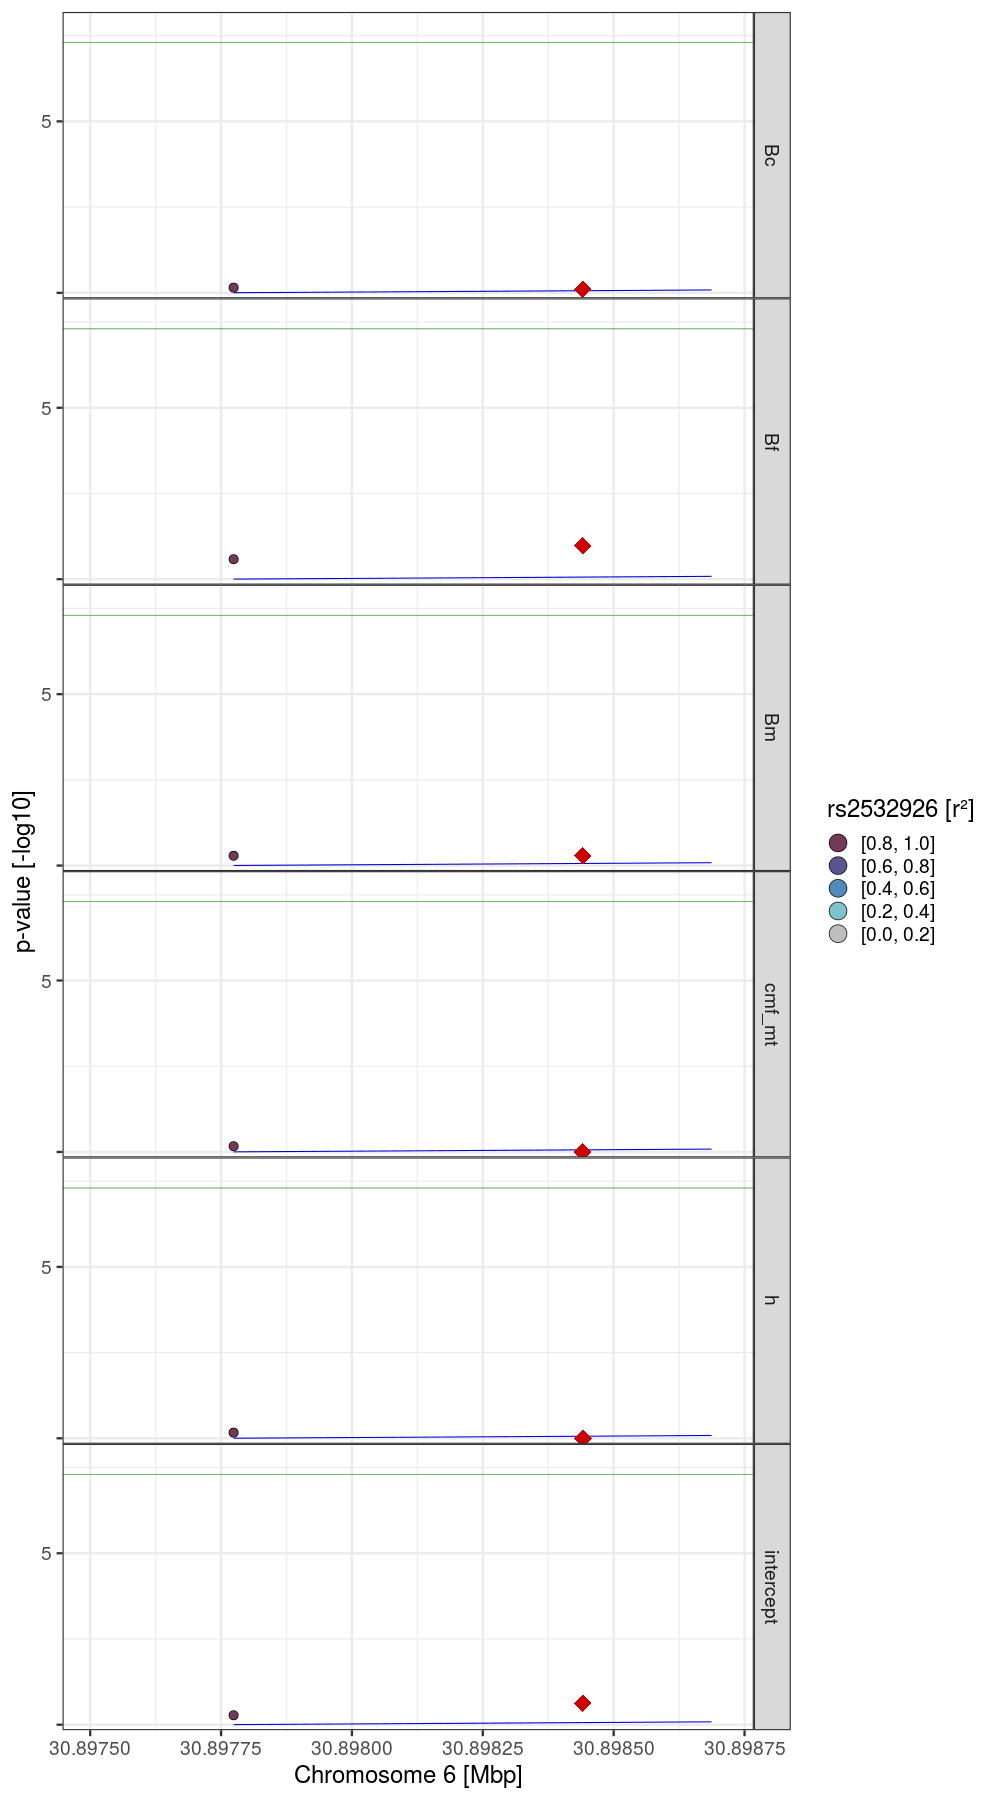 5
Bc
5
Bf
5
Bm
5
cmf_mt
5
h
5
intercept
p-value [-log10]
30.89750 30.89775 30.89800 30.89825 30.89850 30.89875
Chromosome 6 [Mbp]
rs2532926 [r²]
[0.8, 1.0]
[0.6, 0.8]
[0.4, 0.6]
[0.2, 0.4]
[0.0, 0.2]